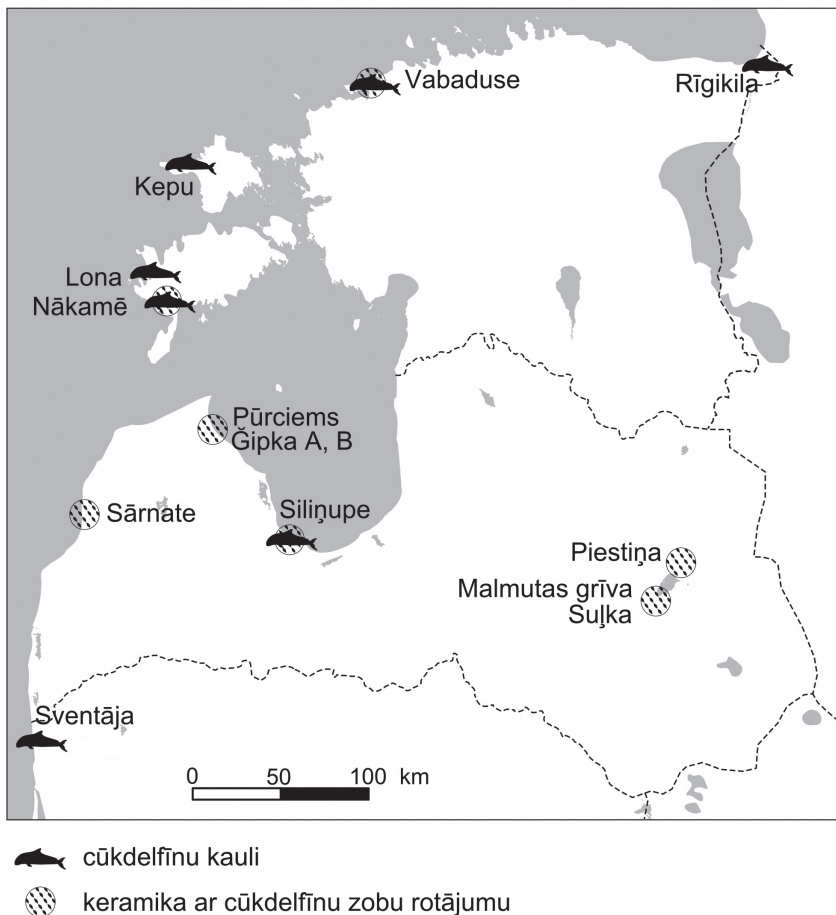 Vabaduse
Rīgikila
Kepu
Lona
Nākamē
Pūrciems
Ģipka A, B
Sārnate
Siliņupe
Piestiņa
Malmutas grīva
Suļka
Sventāja
0 50 100 km
cūkdelfīnu kauli
keramika ar cūkdelfīnu zobu rotājumu